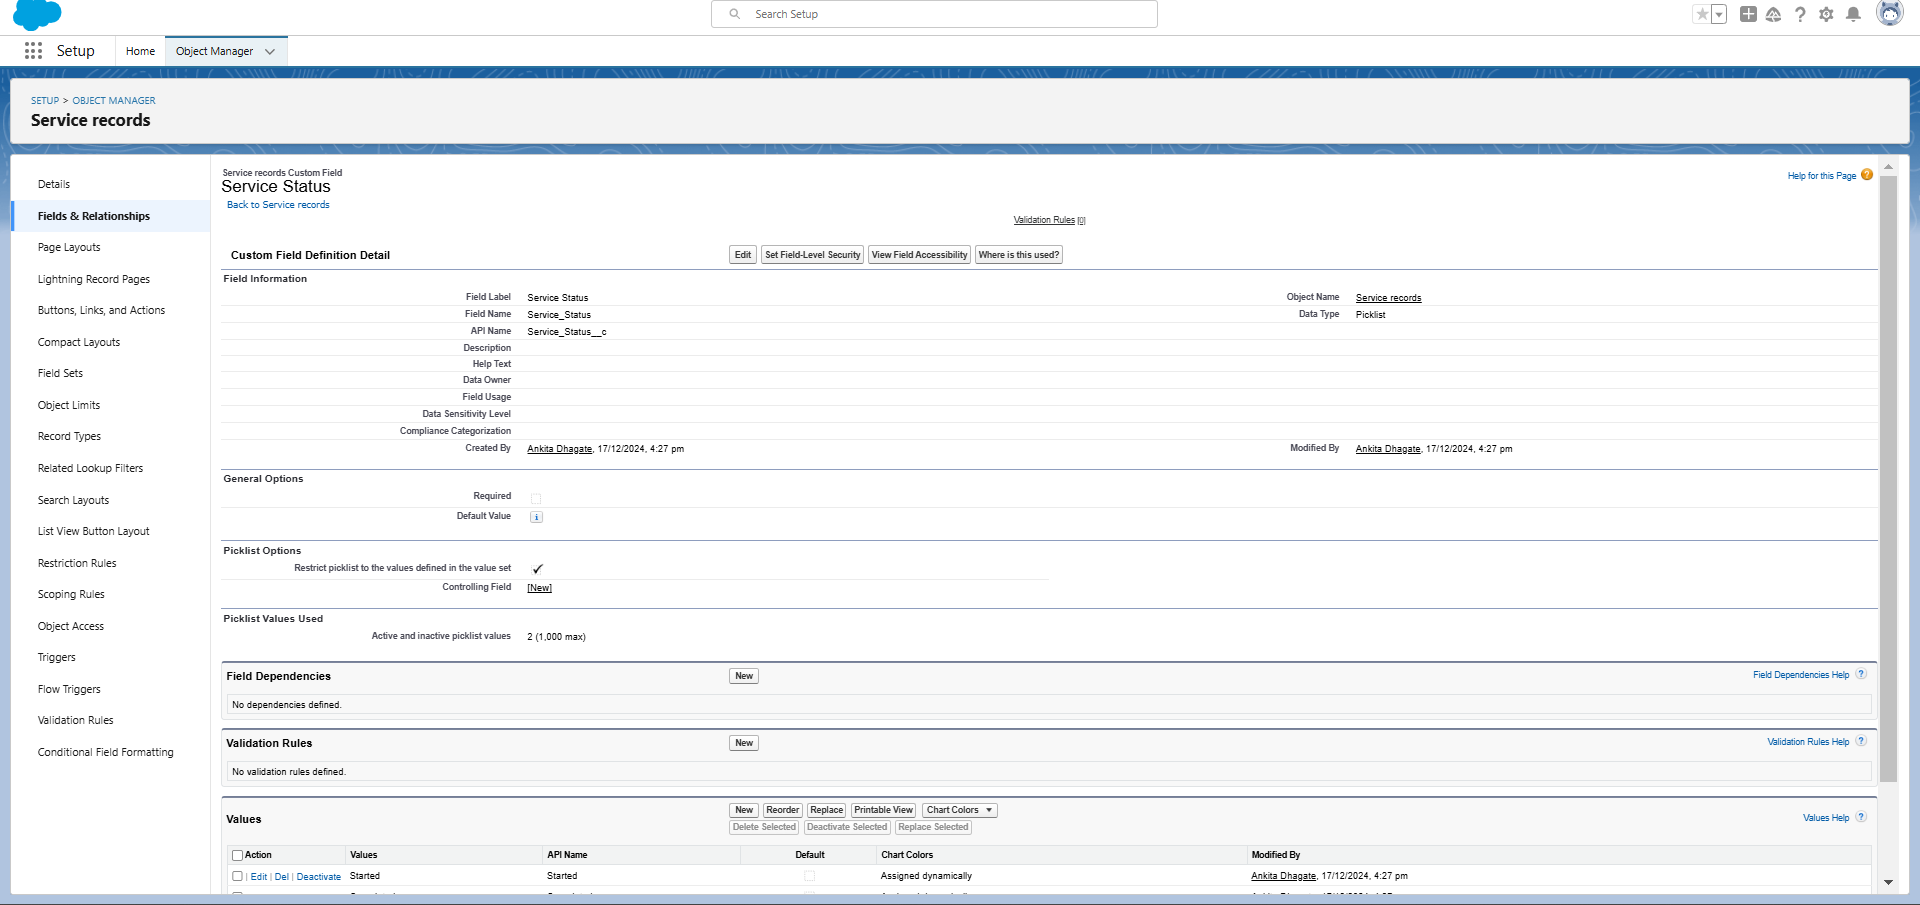 Search Setup
Setup
Home
Object Manager
SETUP > OBJECT MANAGER
Service records
Details
Fields & Relationships
Page Layouts
Lightning Record Pages
Buttons, Links, and Actions
Compact Layouts
Field Sets
Object Limits
Record Types
Related Lookup Filters
Search Layouts
List View Button Layout
Restriction Rules
Scoping Rules
Object Access
Triggers
Flow Triggers
Validation Rules
Conditional Field Formatting
Service records Custom Field
Service Status
Back to Service records
Help for this Page
Validation Rules [0]
Custom Field Definition Detail
Edit Set Field-Level Security View Field Accessibility Where is this used?
Field Information
Field Label Service Status Object Name Service records
Field Name Service_Status Data Type Picklist
API Name Service_Status__c
Description
Help Text
Data Owner
Field Usage
Data Sensitivity Level
Compliance Categorization
Created By Ankita Dhagate, 17/12/2024, 4:27 pm Modified By Ankita Dhagate, 17/12/2024, 4:27 pm
General Options
Required
Default Value
Picklist Options
Restrict picklist to the values defined in the value set
Controlling Field [New]
Picklist Values Used
Active and inactive picklist values 2 (1,000 max)
Field Dependencies New Field Dependencies Help ?
No dependencies defined.
Validation Rules New Validation Rules Help ?
No validation rules defined.
Values New Reorder Replace Printable View Chart Colors Values Help ?
Delete Selected Deactivate Selected Replace Selected
Action Values API Name Default Chart Colors Modified By
| Edit | Del | Deactivate Started Started Assigned dynamically Ankita Dhagate, 17/12/2024, 4:27 pm